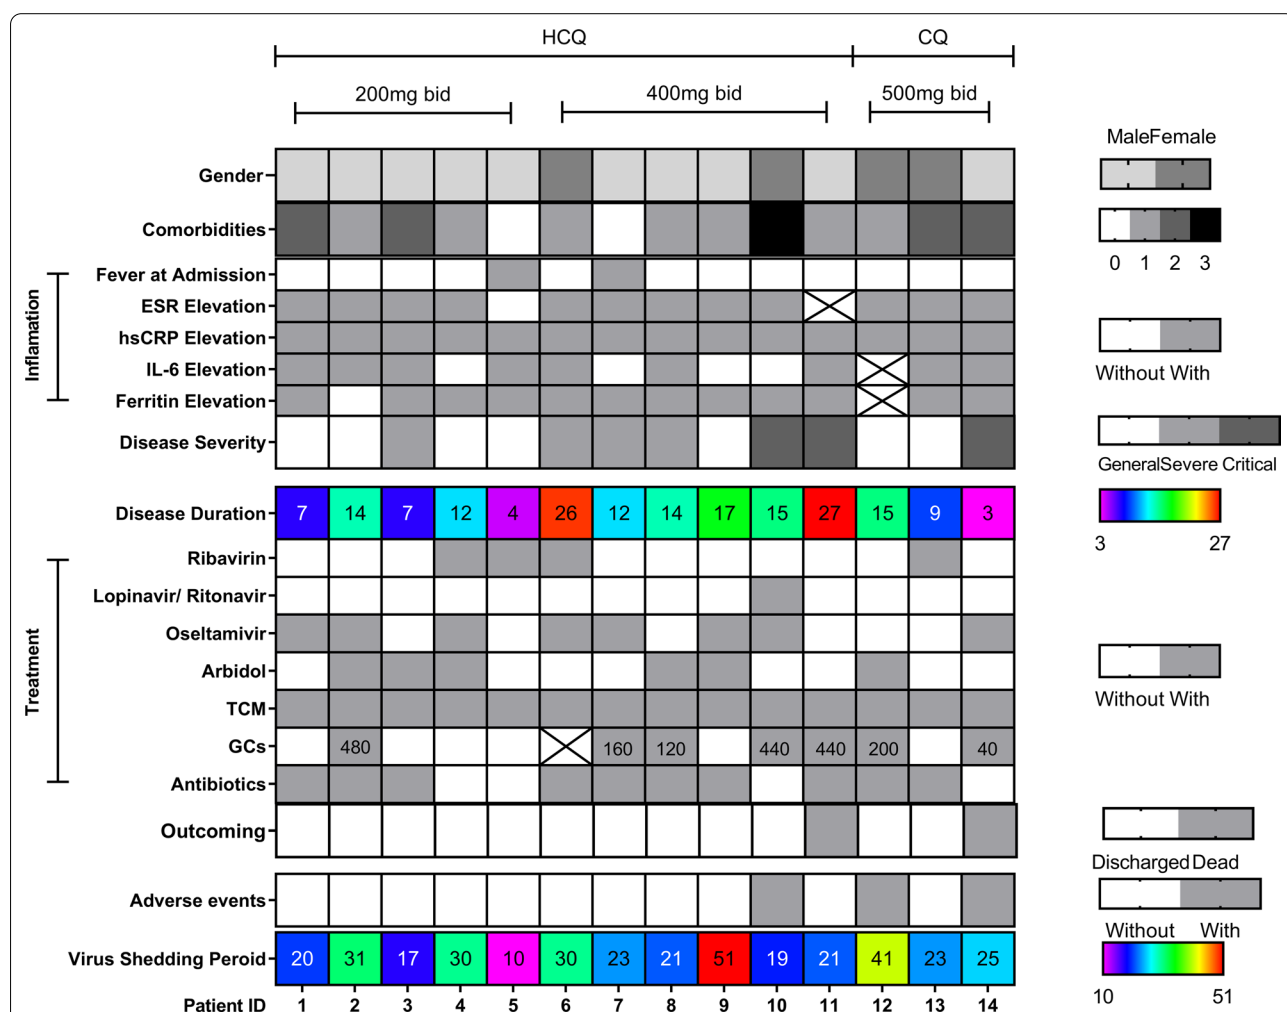 HCQ CQ
200mg bid 400mg bid 500mg bid
MaleFemale
Gender
Comorbidities
0 1 2 3
Inflamation
Fever at Admission
ESR Elevation
hsCRP Elevation
IL-6 Elevation
Without With
Ferritin Elevation
Disease Severity
GeneralSevere Critical
Disease Duration 7 14 7 12 4 26 12 14 17 15 27 15 9 3
3 27
Treatment
Ribavirin
Lopinavir/ Ritonavir
Oseltamivir
Arbidol
Without With
TCM
GCs 480 160 120 440 440 200 40
Antibiotics
Outcoming
Discharged Dead
Adverse events
Without With
Virus Shedding Peroid 20 31 17 30 10 30 23 21 51 19 21 41 23 25
10 51
Patient ID 1 2 3 4 5 6 7 8 9 10 11 12 13 14